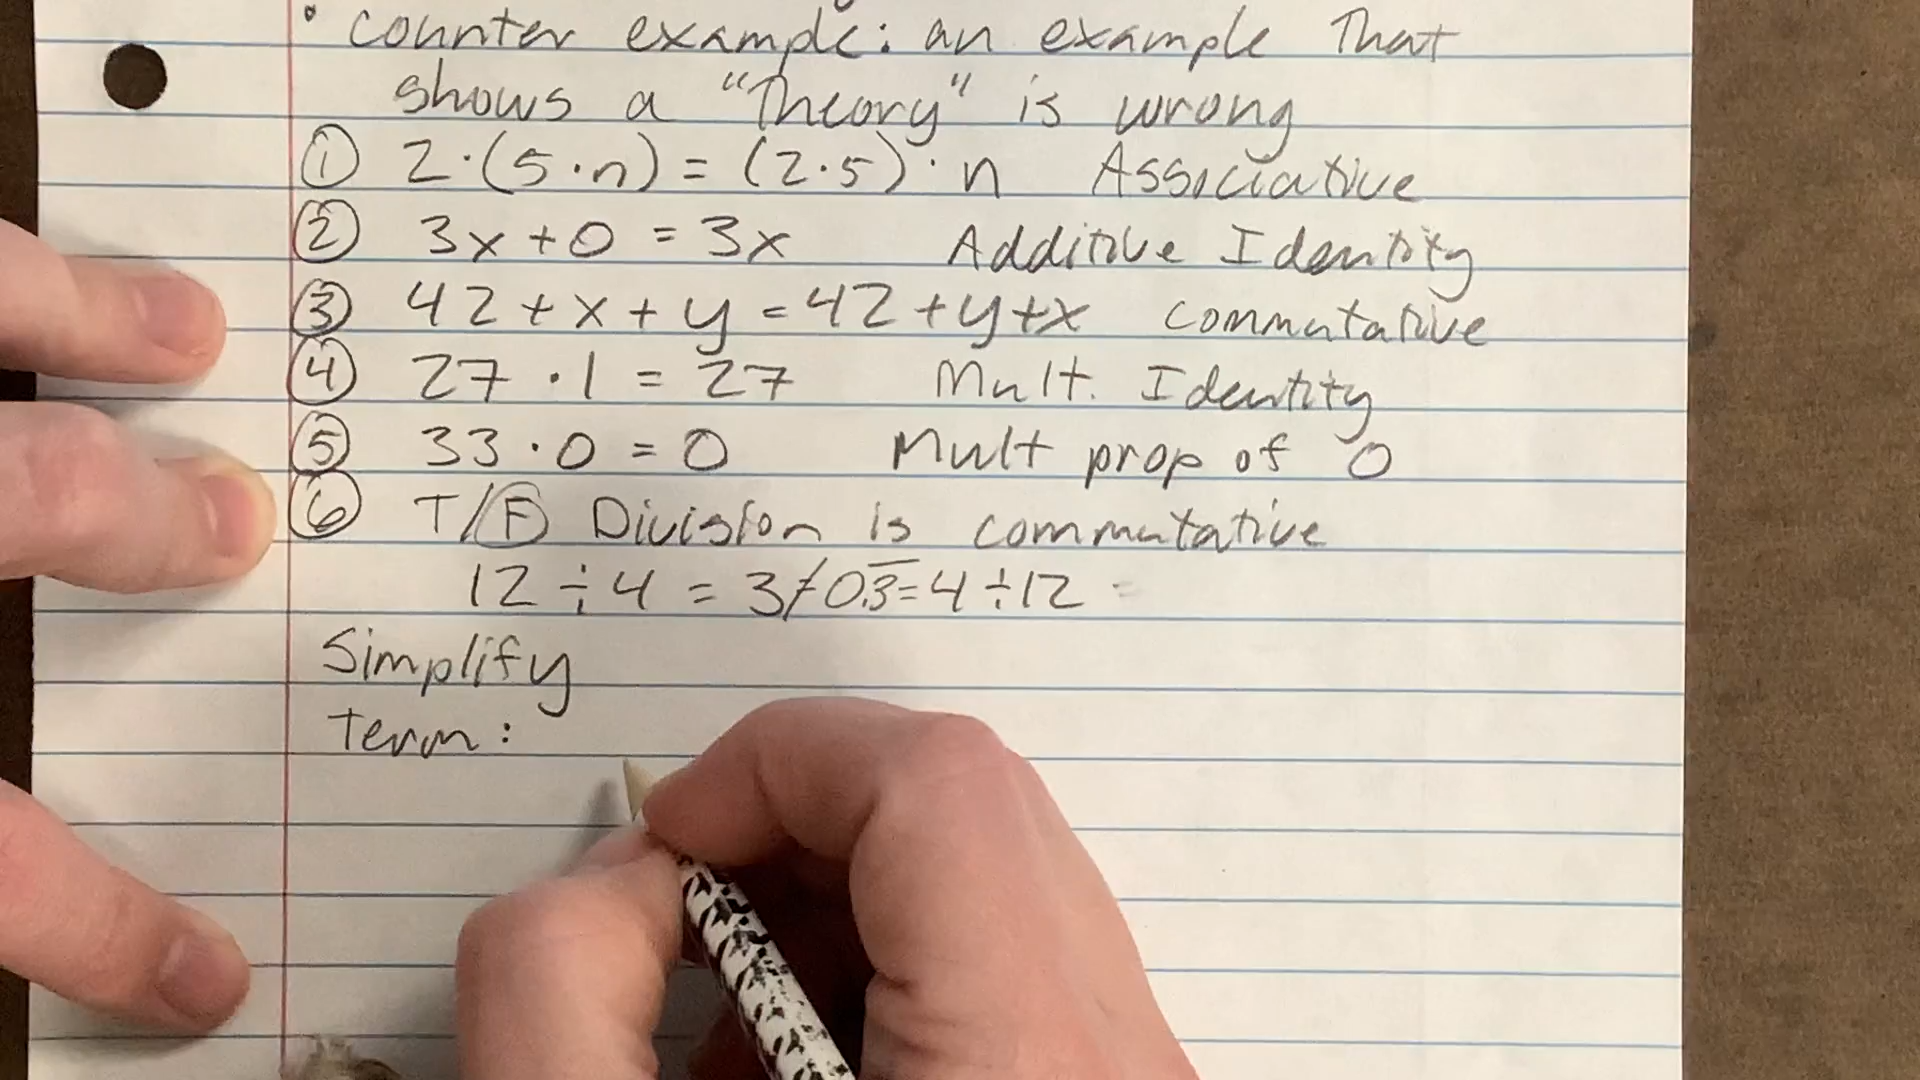 • counter example: an example that
shows a "theory" is wrong
① 2·(5·n) = (2·5)·n Associative
② 3x+0 = 3x Additive Identity
③ 42+x+y=42+y+x commutative
④ 27·1 = 27 Mult. Identity
⑤ 33·0 = 0 Mult prop of 0
⑥ T/Ⓕ Division is commutative
12÷4 = 3≠0.3̅=4÷12 =
Simplify
Term: